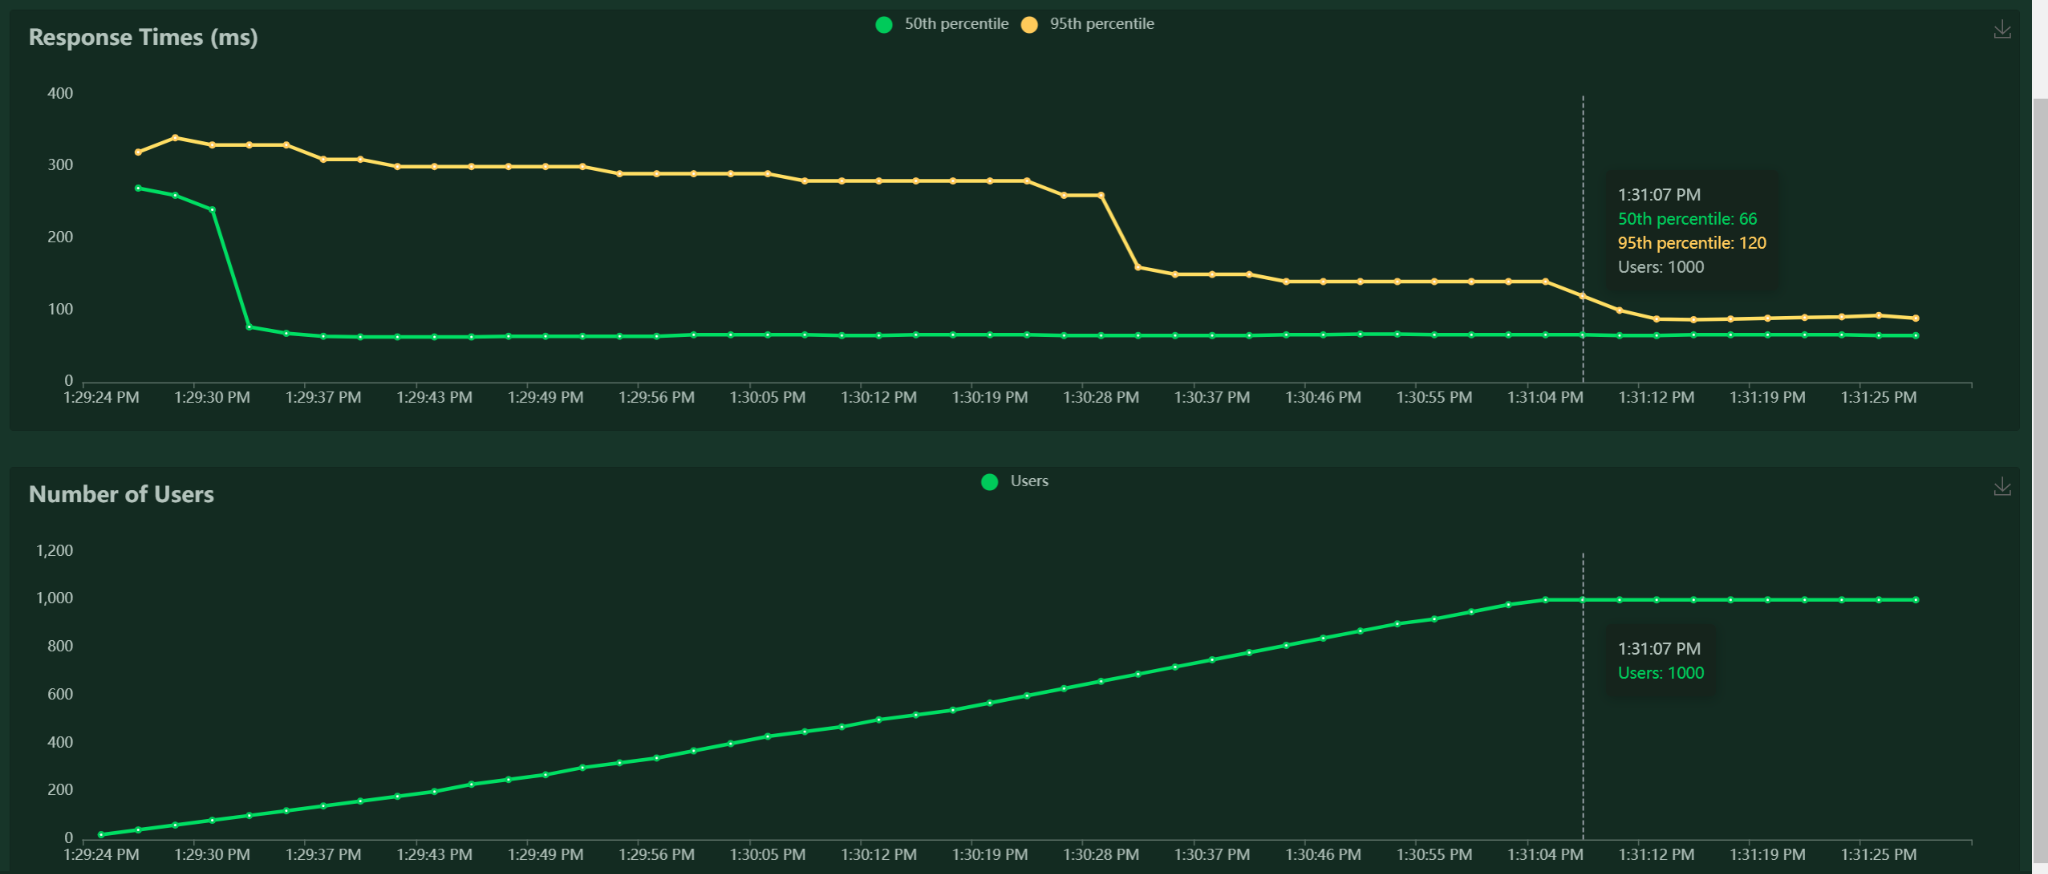 50th percentile 95th percentile
Response Times (ms)
400
300
200
100
0
1:31:07 PM
50th percentile: 66
95th percentile: 120
Users: 1000
1:29:24 PM 1:29:30 PM 1:29:37 PM 1:29:43 PM 1:29:49 PM 1:29:56 PM 1:30:05 PM 1:30:12 PM 1:30:19 PM 1:30:28 PM 1:30:37 PM 1:30:46 PM 1:30:55 PM 1:31:04 PM 1:31:12 PM 1:31:19 PM 1:31:25 PM
Users
Number of Users
1,200
1,000
800
600
400
200
0
1:31:07 PM
Users: 1000
1:29:24 PM 1:29:30 PM 1:29:37 PM 1:29:43 PM 1:29:49 PM 1:29:56 PM 1:30:05 PM 1:30:12 PM 1:30:19 PM 1:30:28 PM 1:30:37 PM 1:30:46 PM 1:30:55 PM 1:31:04 PM 1:31:12 PM 1:31:19 PM 1:31:25 PM